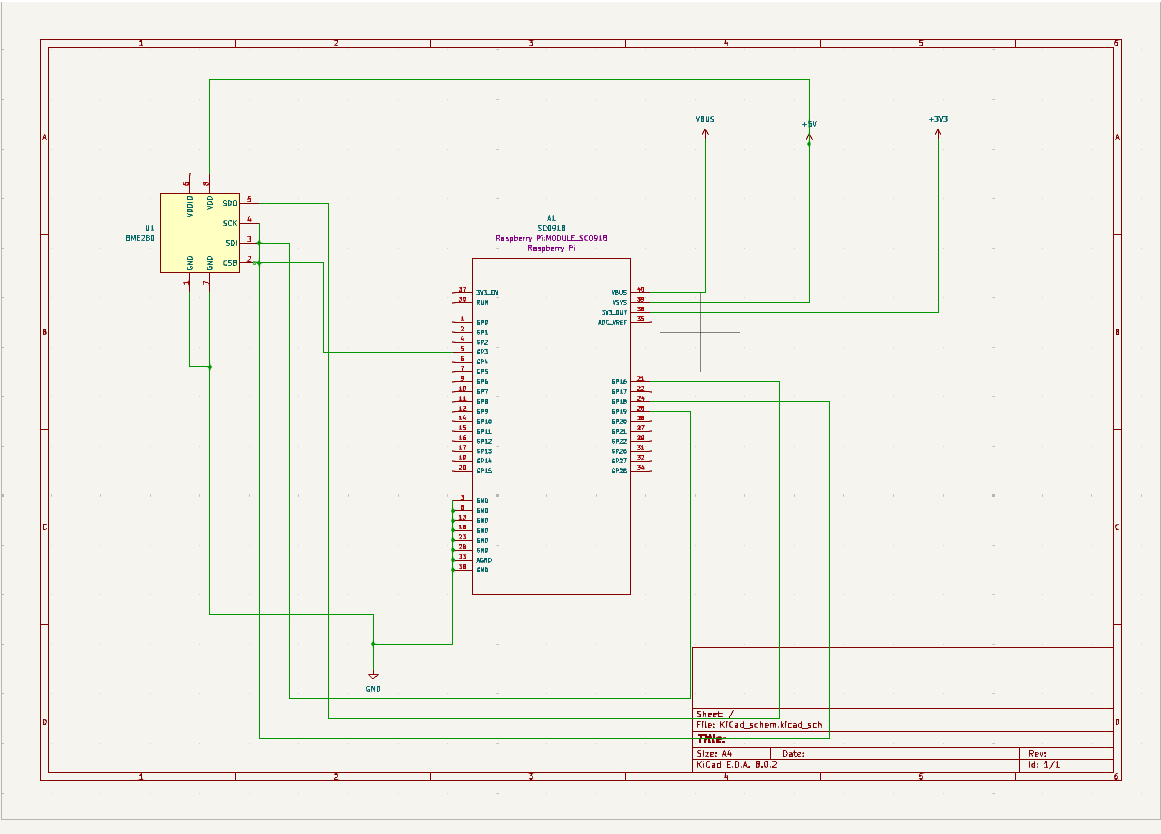 1 2 3 4 5 6
A A
VBUS +5V +3V3
6 8
VDDIO VDD
SDO 5
SCK 4
SDI 3
CSB 2
U1
BME280
GND GND
1 7
A1
SC0918
Raspberry Pi:MODULE_SC0918
Raspberry Pi
37 3V3_EN VBUS 40
30 RUN VSYS 39
3V3_OUT 36
1 GP0 ADC_VREF 35
2 GP1
4 GP2
5 GP3
6 GP4
7 GP5
9 GP6 GP16 21
10 GP7 GP17 22
11 GP8 GP18 24
12 GP9 GP19 25
14 GP10 GP20 26
15 GP11 GP21 27
16 GP12 GP22 29
17 GP13 GP26 31
19 GP14 GP27 32
20 GP15 GP28 34
B B
3 GND
8 GND
13 GND
18 GND
23 GND
28 GND
33 AGND
38 GND
C C
GND
D D
Sheet: /
File: KiCad_schem.kicad_sch
Title:
Size: A4 Date: Rev:
KiCad E.D.A. 8.0.2 Id: 1/1
1 2 3 4 5 6